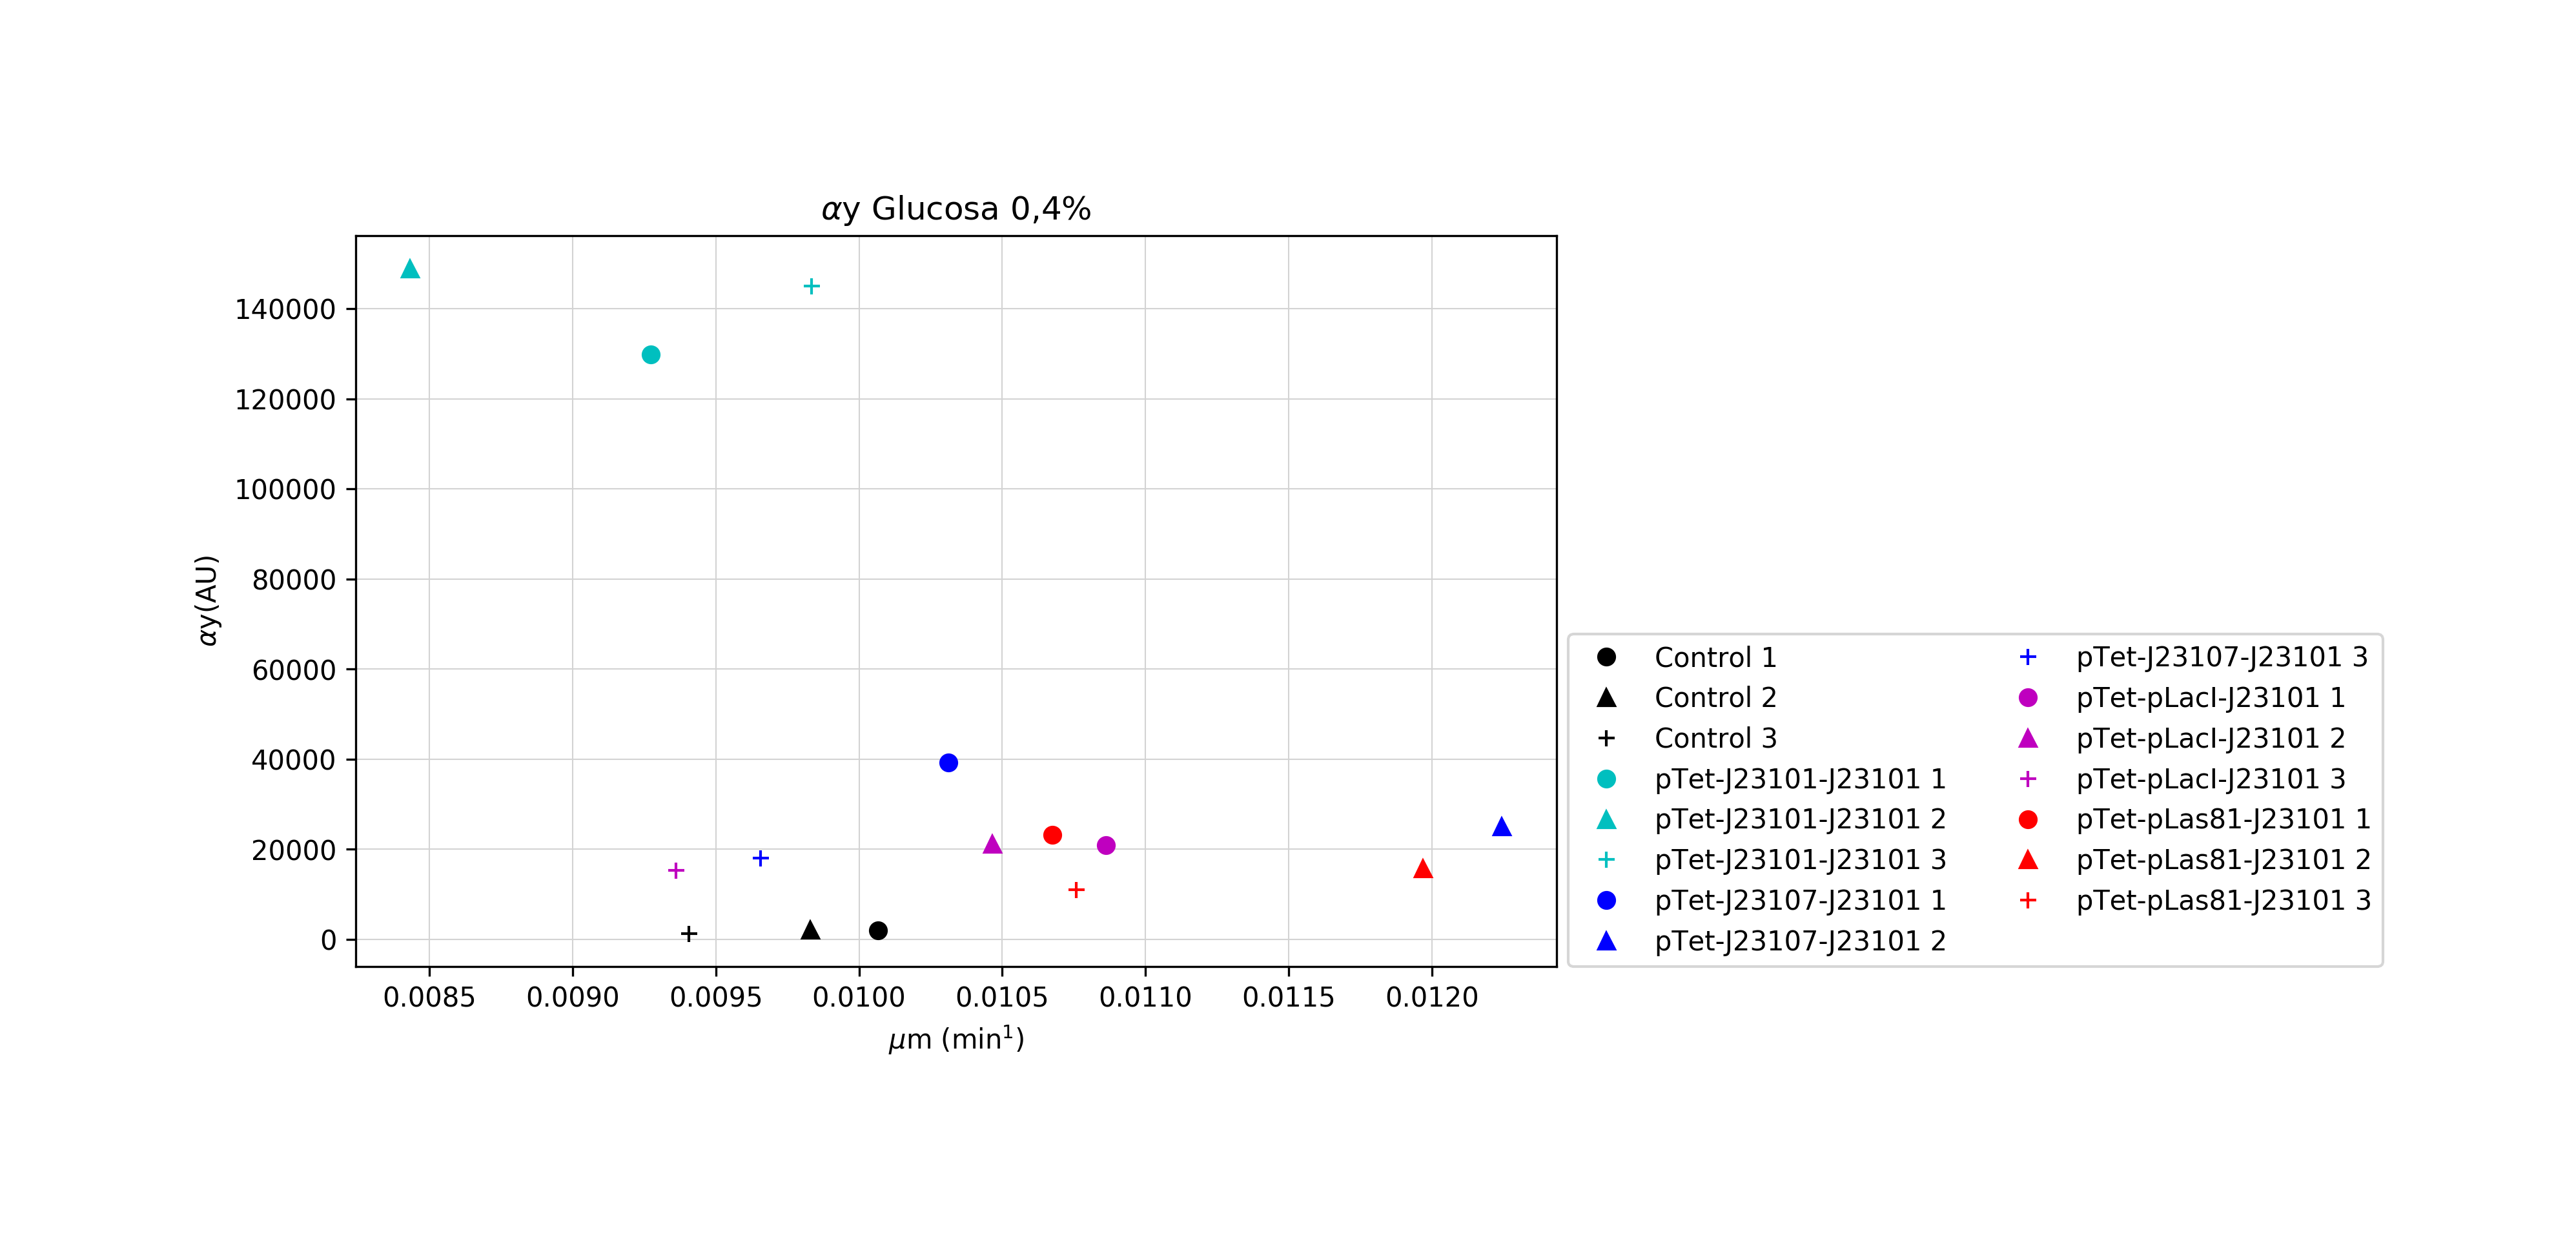 αy Glucosa 0,4%
αy(AU)
140000
120000
100000
80000
60000
40000
20000
0
0.0085 0.0090 0.0095 0.0100 0.0105 0.0110 0.0115 0.0120
μm (min¹)
Control 1
Control 2
Control 3
pTet-J23101-J23101 1
pTet-J23101-J23101 2
pTet-J23101-J23101 3
pTet-J23107-J23101 1
pTet-J23107-J23101 2
pTet-J23107-J23101 3
pTet-pLacI-J23101 1
pTet-pLacI-J23101 2
pTet-pLacI-J23101 3
pTet-pLas81-J23101 1
pTet-pLas81-J23101 2
pTet-pLas81-J23101 3